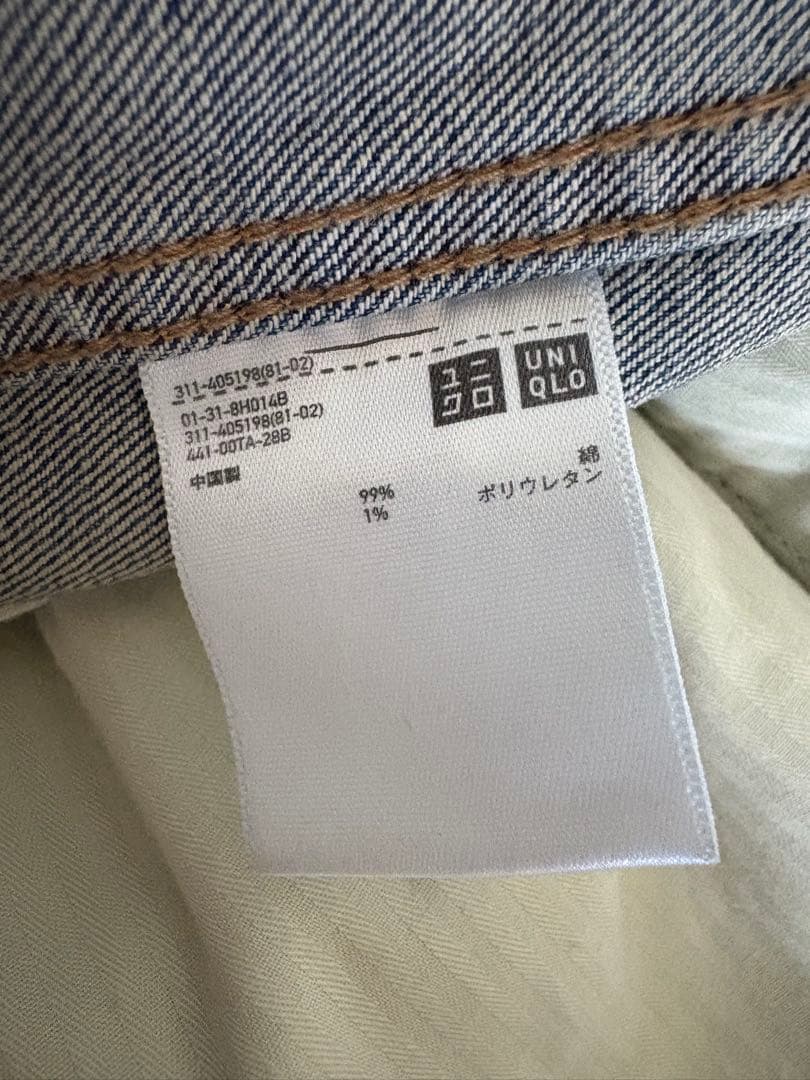 311-405198(81-02)
01-31-8H014B
311-405198(81-02)
441-00TA-28B
中国製
ユニ
クロ
UNI
QLO
綿 99%
ポリウレタン 1%